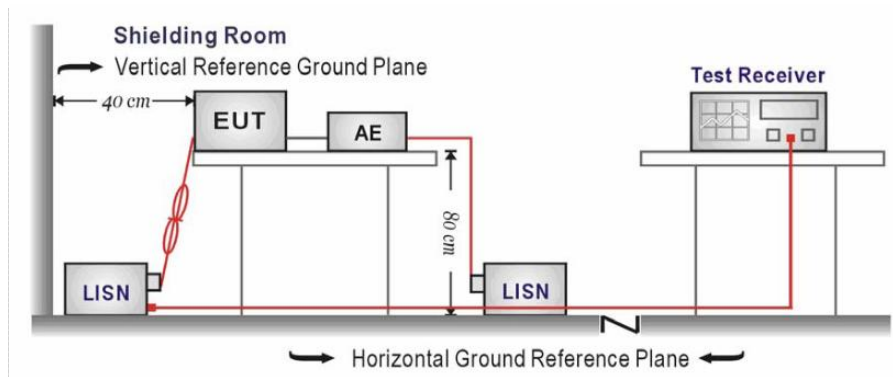 Shielding Room
Vertical Reference Ground Plane
40 cm
EUT
AE
Test Receiver
80 cm
LISN
LISN
Horizontal Ground Reference Plane